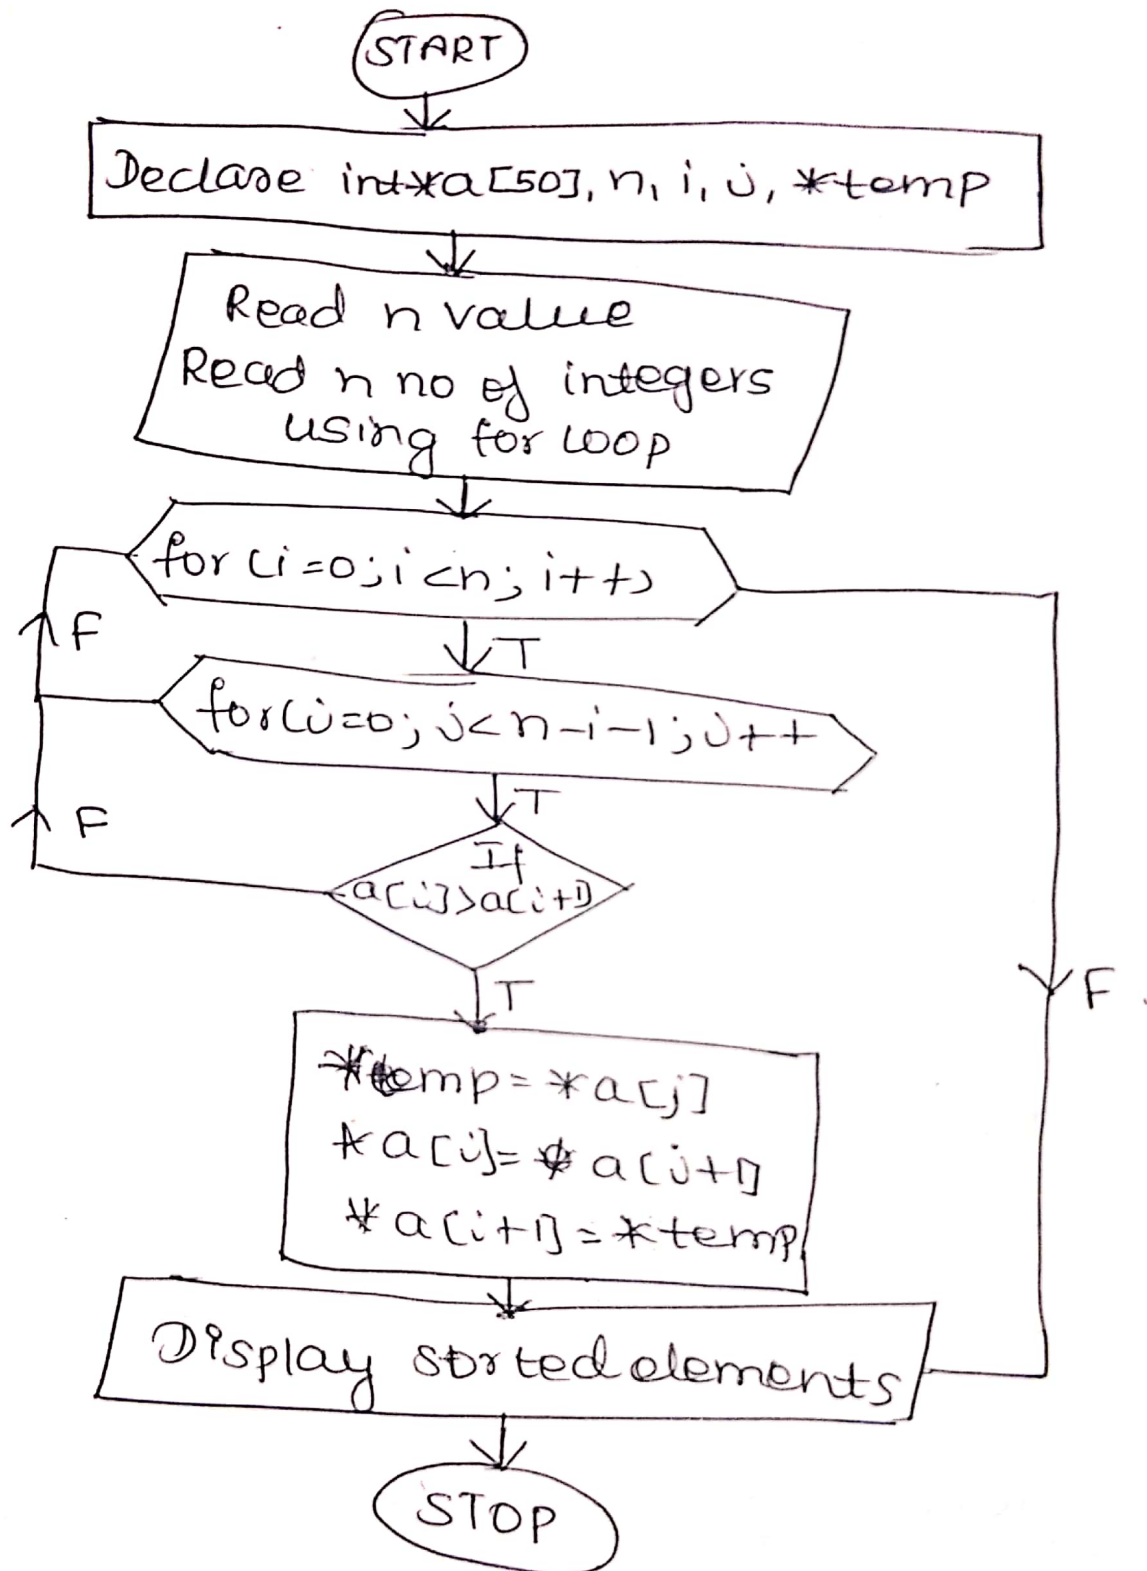 START
Declare int*a[50], n, i, j, *temp
Read n value
Read n no of integers
using for loop
for (i=0; i<n; i++)
F
T
for(j=0; j<n-i-1; j++
T
F
If
a[j]>a[j+1]
T
F
*temp=*a[j]
*a[j]=*a[j+1]
*a[j+1]=*temp
Display sorted elements
STOP